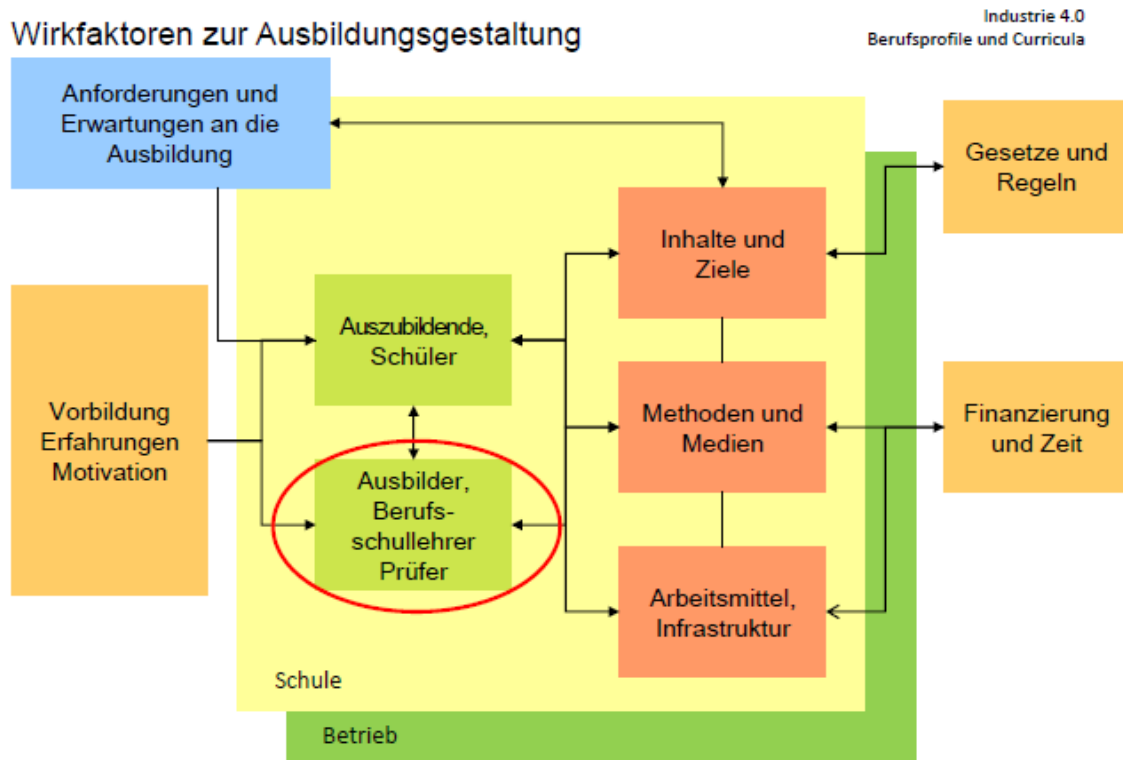 Wirkfaktoren zur Ausbildungsgestaltung
Industrie 4.0
Berufsprofile und Curricula
Anforderungen und
Erwartungen an die
Ausbildung
Gesetze und
Regeln
Inhalte und
Ziele
Auszubildende,
Schüler
Vorbildung
Erfahrungen
Motivation
Methoden und
Medien
Finanzierung
und Zeit
Ausbilder,
Berufs-
schullehrer
Prüfer
Arbeitsmittel,
Infrastruktur
Schule
Betrieb